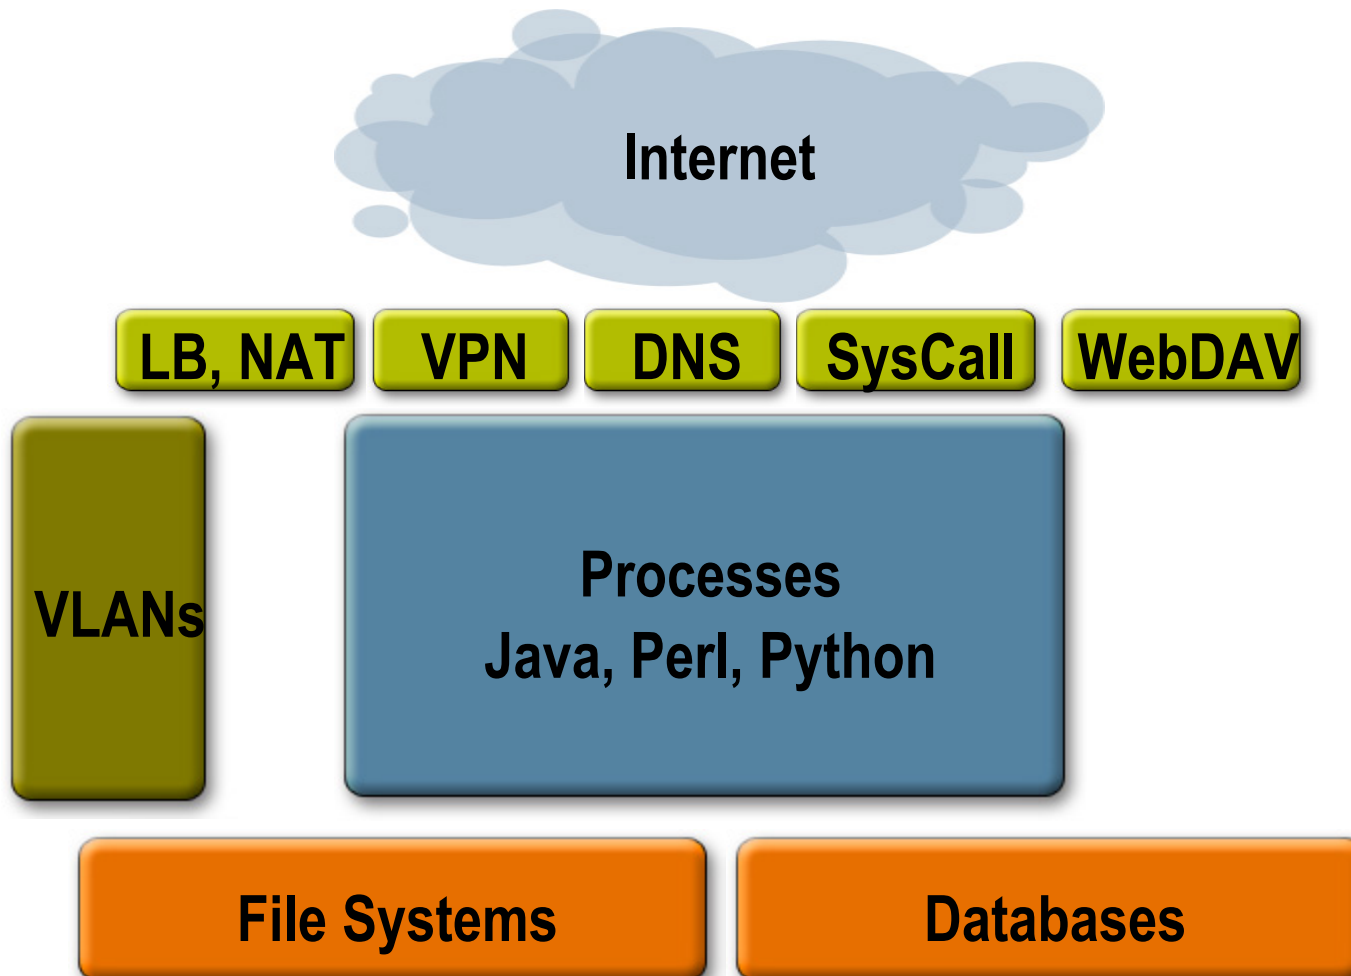 Internet
LB, NAT
VPN
DNS
SysCall
WebDAV
VLANs
Processes
Java, Perl, Python
File Systems
Databases